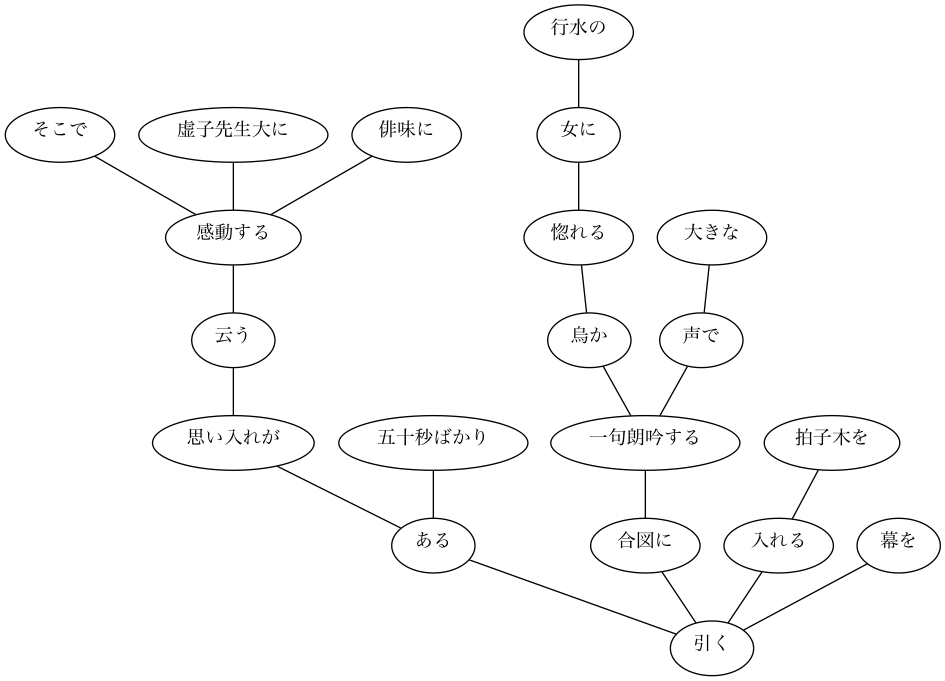 行水の
そこで
虚子先生大に
俳味に
女に
感動する
惚れる
大きな
云う
烏か
声で
思い入れが
五十秒ばかり
一句朗吟する
拍子木を
ある
合図に
入れる
幕を
引く